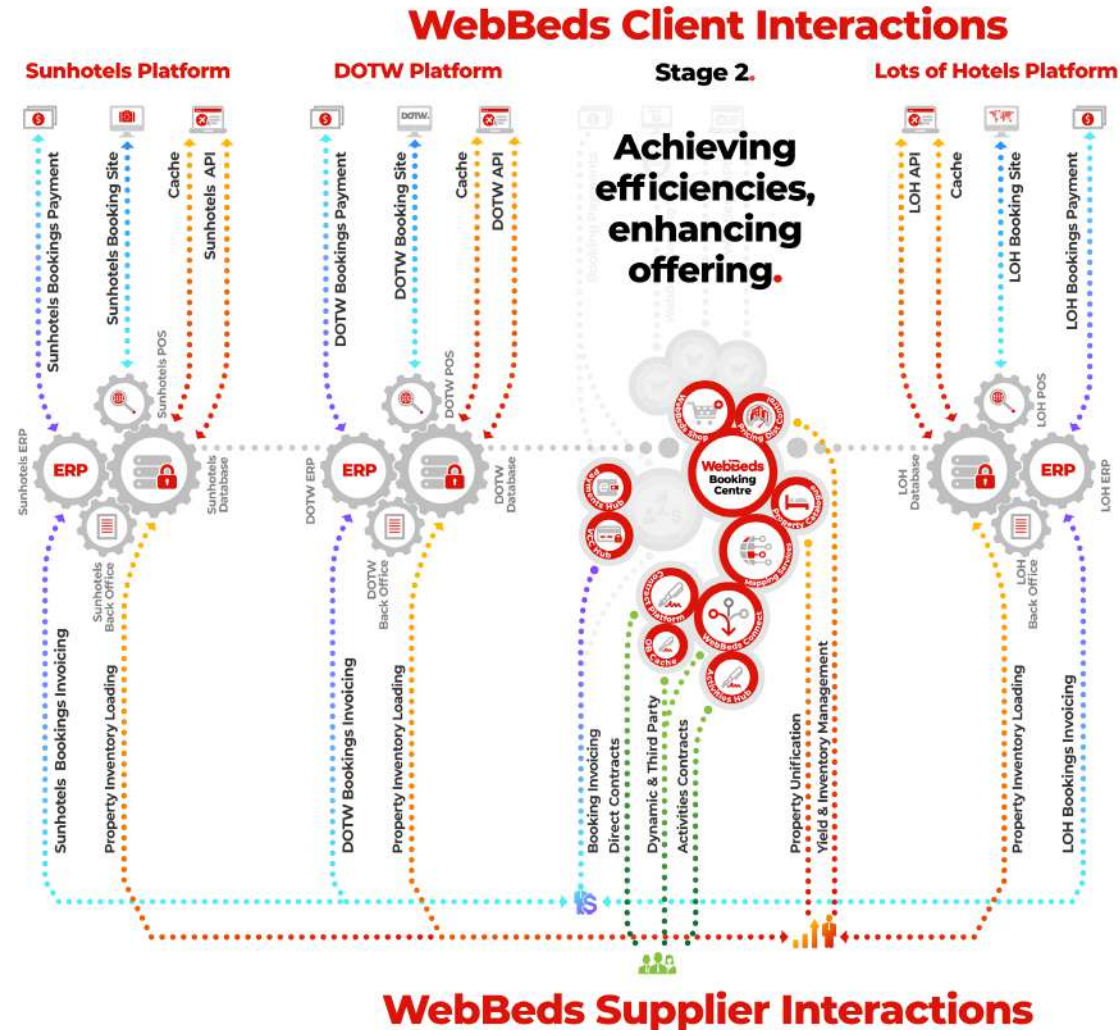 WebBeds Client Interactions
Sunhotels Platform
DOTW Platform
Stage 2.
Lots of Hotels Platform
DOTW.
Achieving
efficiencies,
enhancing
offering.
Sunhotels Bookings Payment
Sunhotels Booking Site
Cache
Sunhotels API
DOTW Bookings Payment
DOTW Booking Site
Cache
DOTW API
LOH API
Cache
LOH Booking Site
LOH Bookings Payment
Sunhotels POS
DOTW POS
LOH POS
Sunhotels ERP
ERP
Sunhotels
Database
DOTW ERP
ERP
DOTW
Database
LOH
Database
ERP
LOH ERP
Sunhotels
Back Office
DOTW
Back Office
LOH
Back Office
WebBeds Shop
Pricing Dist Control
WebBeds
Booking
Centre
Payments Hub
VCC Hub
Property Catalogue
Mapping Services
Contract Platform
WebBeds Connect
OB Cache
Activities Hub
Sunhotels Bookings Invoicing
Property Inventory Loading
DOTW Bookings Invoicing
Property Inventory Loading
Booking Invoicing
Direct Contracts
Dynamic & Third Party
Activities Contracts
Property Unification
Yield & Inventory Management
Property Inventory Loading
LOH Bookings Invoicing
WebBeds Supplier Interactions